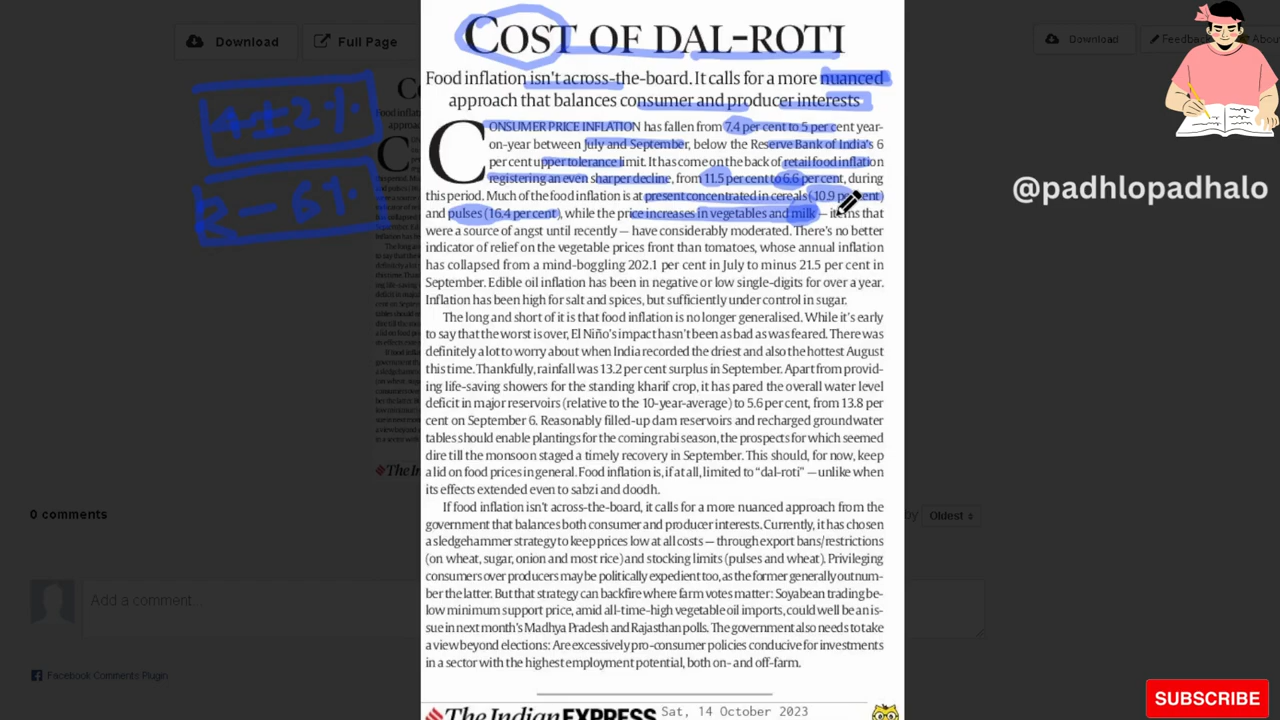 COST OF DAL-ROTI
Food inflation isn't across-the-board. It calls for a more nuanced
approach that balances consumer and producer interests
CONSUMER PRICE INFLATION has fallen from 7.4 per cent to 5 per cent year-
on-year between July and September, below the Reserve Bank of India's 6
per cent upper tolerance limit. It has come on the back of retail food inflation
registering an even sharper decline, from 11.5 per cent to 6.6 per cent, during
this period. Much of the food inflation is at present concentrated in cereals (10.9 per cent)
and pulses (16.4 per cent), while the price increases in vegetables and milk — items that
were a source of angst until recently — have considerably moderated. There's no better
indicator of relief on the vegetable prices front than tomatoes, whose annual inflation
has collapsed from a mind-boggling 202.1 per cent in July to minus 21.5 per cent in
September. Edible oil inflation has been in negative or low single-digits for over a year.
Inflation has been high for salt and spices, but sufficiently under control in sugar.
The long and short of it is that food inflation is no longer generalised. While it's early
to say that the worst is over, El Niño's impact hasn't been as bad as was feared. There was
definitely a lot to worry about when India recorded the driest and also the hottest August
this time. Thankfully, rainfall was 13.2 per cent surplus in September. Apart from provid-
ing life-saving showers for the standing kharif crop, it has pared the overall water level
deficit in major reservoirs (relative to the 10-year-average) to 5.6 per cent, from 13.8 per
cent on September 6. Reasonably filled-up dam reservoirs and recharged groundwater
tables should enable plantings for the coming rabi season, the prospects for which seemed
dire till the monsoon staged a timely recovery in September. This should, for now, keep
a lid on food prices in general. Food inflation is, if at all, limited to "dal-roti" — unlike when
its effects extended even to sabzi and doodh.
If food inflation isn't across-the-board, it calls for a more nuanced approach from the
government that balances both consumer and producer interests. Currently, it has chosen
a sledgehammer strategy to keep prices low at all costs — through export bans/restrictions
(on wheat, sugar, onion and most rice) and stocking limits (pulses and wheat). Privileging
consumers over producers may be politically expedient too, as the former generally outnum-
ber the latter. But that strategy can backfire where farm votes matter: Soyabean trading be-
low minimum support price, amid all-time-high vegetable oil imports, could well be an is-
sue in next month's Madhya Pradesh and Rajasthan polls. The government also needs to take
a view beyond elections: Are excessively pro-consumer policies conducive for investments
in a sector with the highest employment potential, both on- and off-farm.
The Indian EXPRESS
Sat, 14 October 2023
Download
Full Page
Download
Feedback
@padhlopadhalo
0 comments
by
Oldest
Add a comment...
Facebook Comments Plugin
SUBSCRIBE